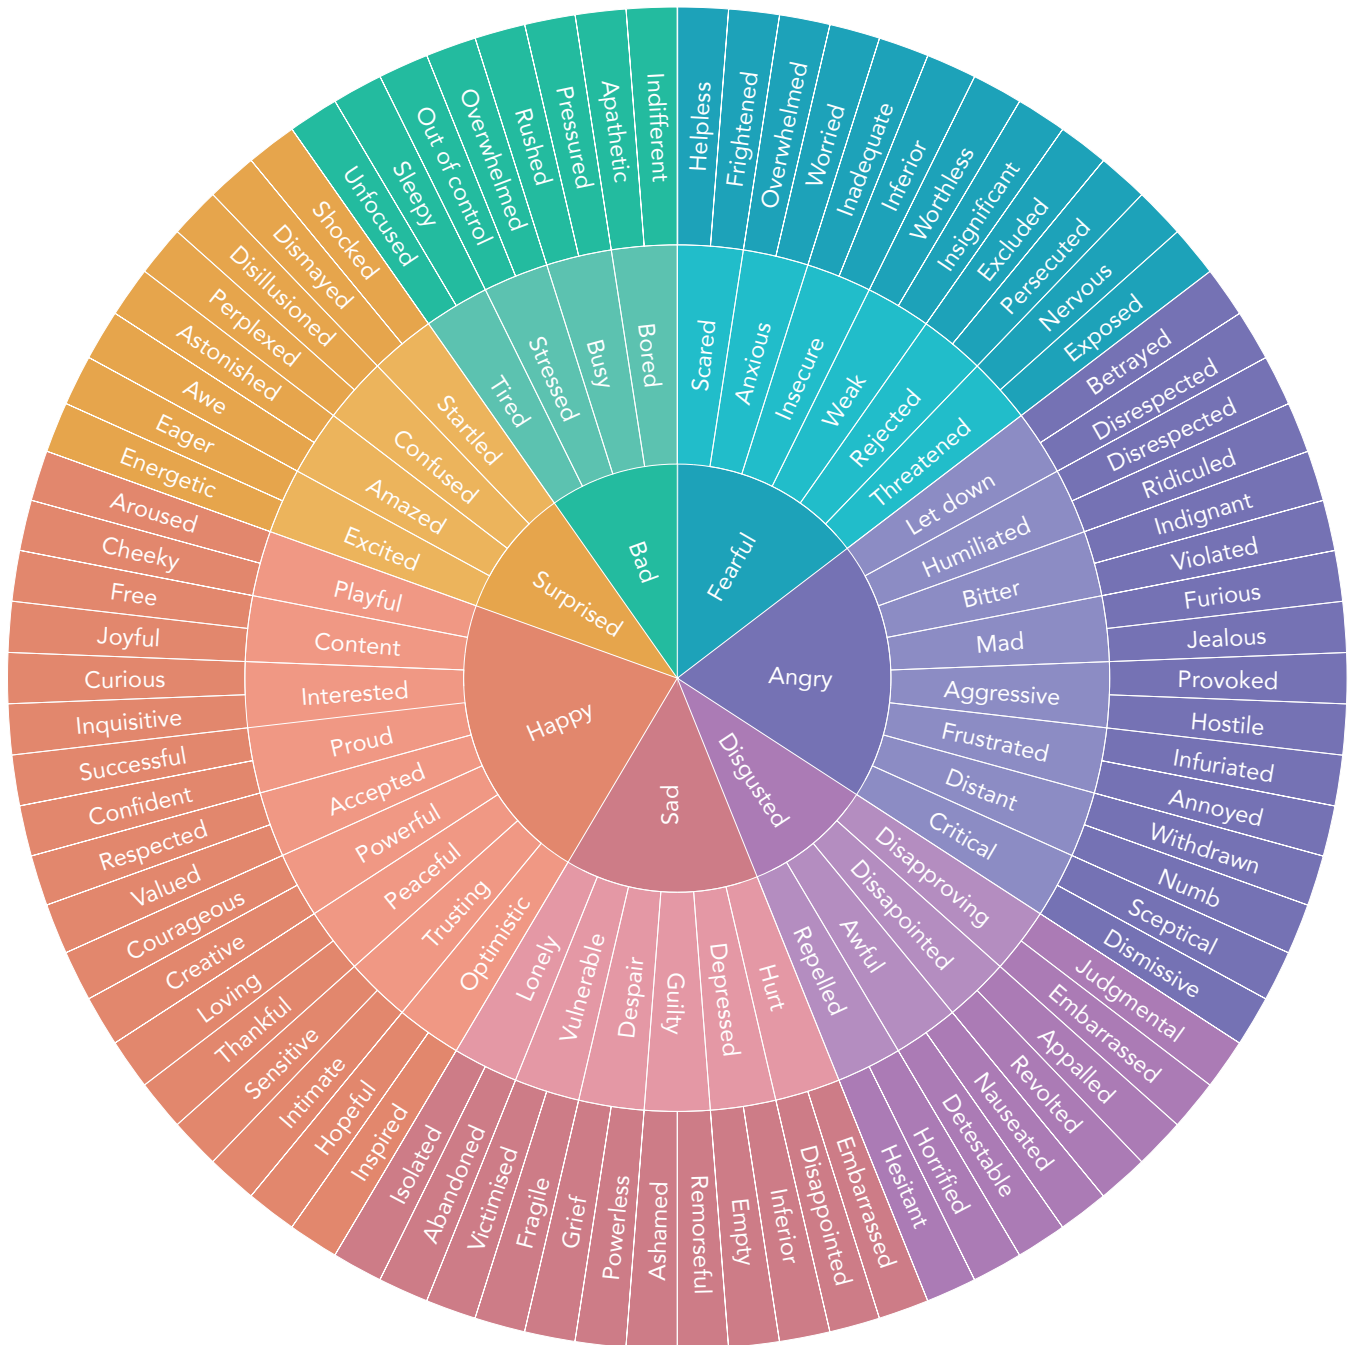 Fearful
Angry
Disgusted
Sad
Happy
Surprised
Bad
Scared
Anxious
Insecure
Weak
Rejected
Threatened
Let down
Humiliated
Bitter
Mad
Aggressive
Frustrated
Distant
Critical
Disapproving
Dissapointed
Awful
Repelled
Hurt
Depressed
Guilty
Despair
Vulnerable
Lonely
Optimistic
Trusting
Peaceful
Powerful
Accepted
Proud
Interested
Content
Playful
Excited
Amazed
Confused
Startled
Tired
Stressed
Busy
Bored
Helpless
Frightened
Overwhelmed
Worried
Inadequate
Inferior
Worthless
Insignificant
Excluded
Persecuted
Nervous
Exposed
Betrayed
Disrespected
Disrespected
Ridiculed
Indignant
Violated
Furious
Jealous
Provoked
Hostile
Infuriated
Annoyed
Withdrawn
Numb
Sceptical
Dismissive
Judgmental
Embarrassed
Appalled
Revolted
Nauseated
Detestable
Horrified
Hesitant
Embarrassed
Disappointed
Inferior
Empty
Remorseful
Ashamed
Powerless
Grief
Fragile
Victimised
Abandoned
Isolated
Inspired
Hopeful
Intimate
Sensitive
Thankful
Loving
Creative
Courageous
Valued
Respected
Confident
Successful
Inquisitive
Curious
Joyful
Free
Cheeky
Aroused
Energetic
Eager
Awe
Astonished
Perplexed
Disillusioned
Dismayed
Shocked
Unfocused
Sleepy
Out of control
Overwhelmed
Rushed
Pressured
Apathetic
Indifferent